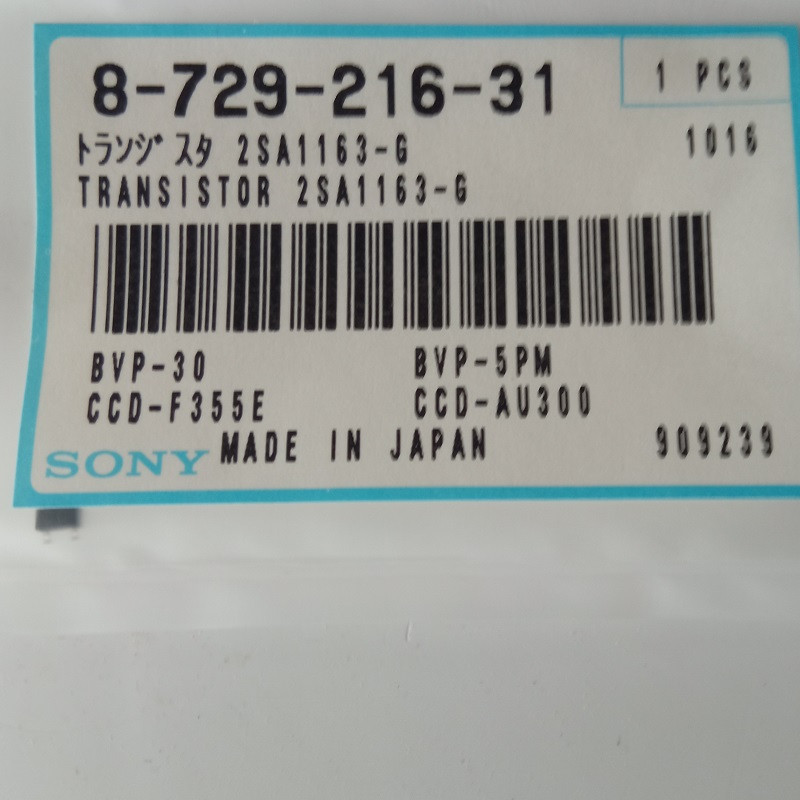 8-729-216-31
1 PCS
トランジスタ 2SA1163-G
1016
TRANSISTOR 2SA1163-G
BVP-30 BVP-5PM
CCD-F355E CCD-AU300
SONY MADE IN JAPAN 909239